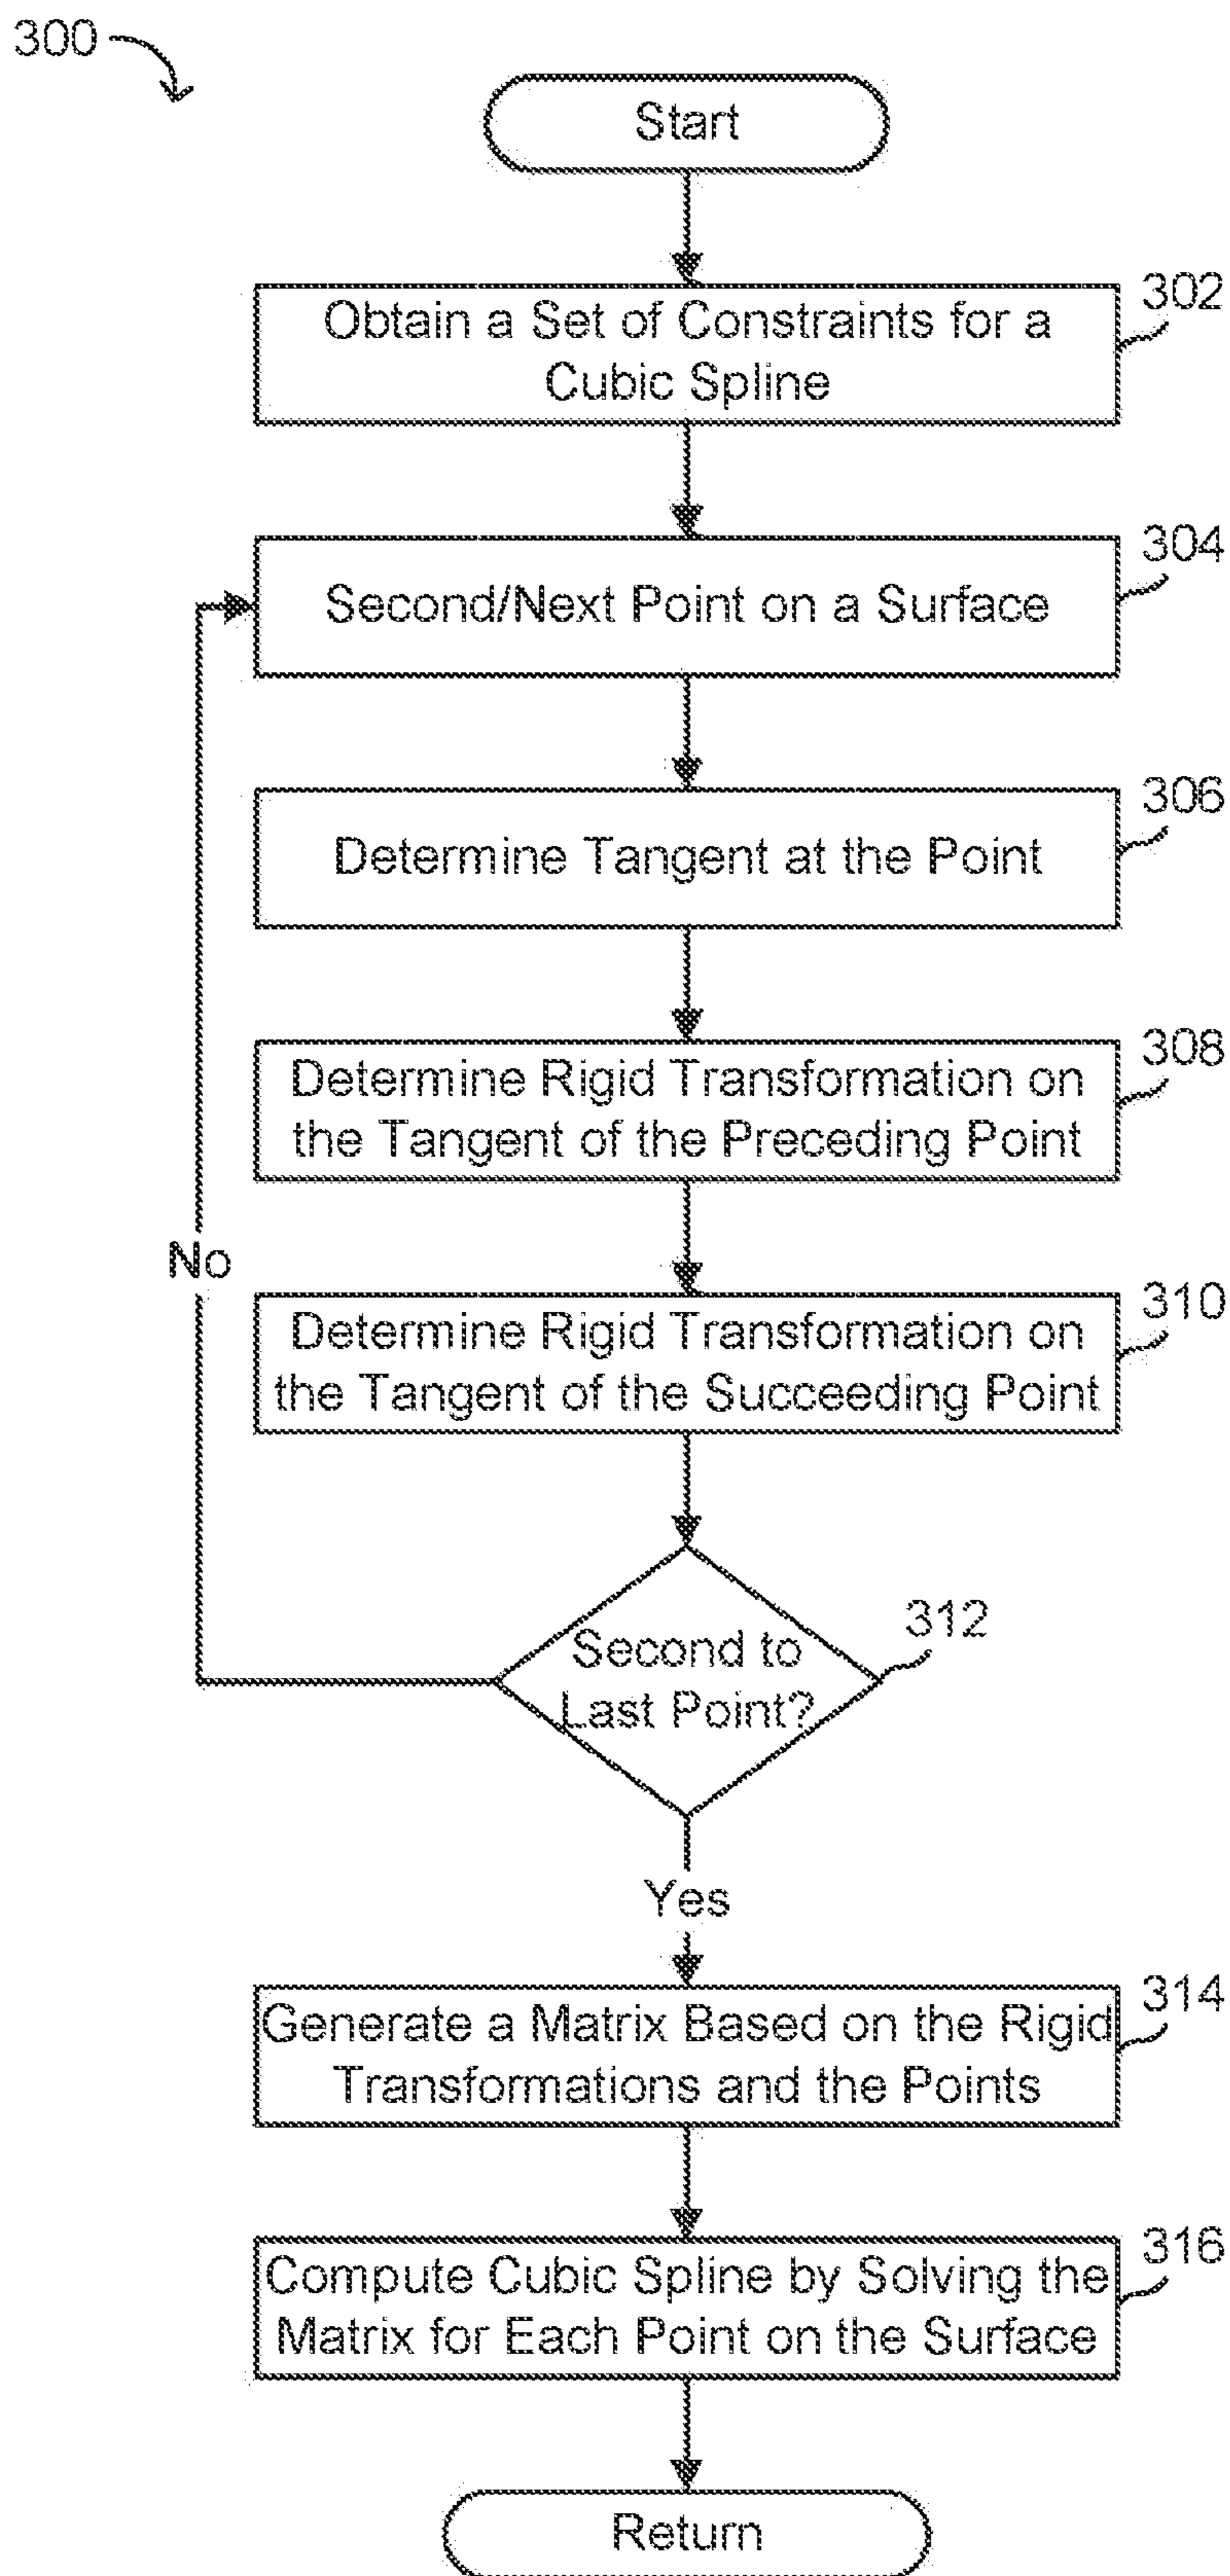 300
Start
302
Obtain a Set of Constraints for a
Cubic Spline
304
Second/Next Point on a Surface
306
Determine Tangent at the Point
308
Determine Rigid Transformation on
the Tangent of the Preceding Point
No
310
Determine Rigid Transformation on
the Tangent of the Succeeding Point
312
Second to
Last Point?
Yes
314
Generate a Matrix Based on the Rigid
Transformations and the Points
316
Compute Cubic Spline by Solving the
Matrix for Each Point on the Surface
Return